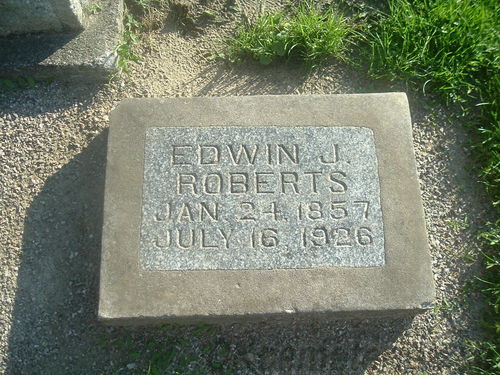 EDWIN J.
ROBERTS
JAN. 24, 1857
JULY 16, 1926